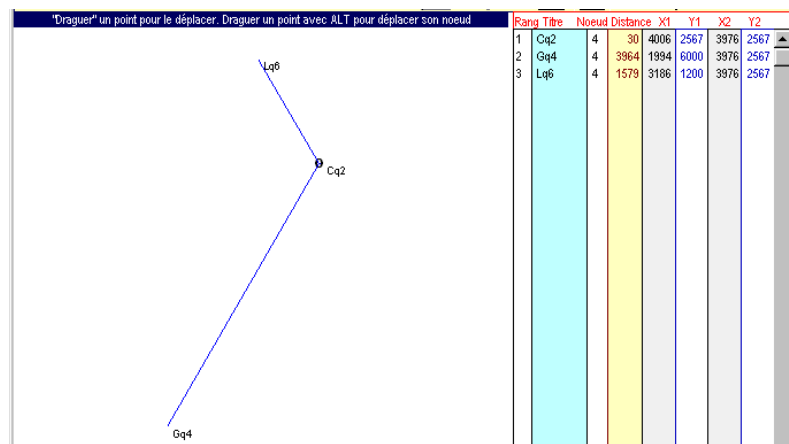 "Draguer" un point pour le déplacer. Draguer un point avec ALT pour déplacer son noeud
Lq6
Cq2
Gq4
Rang Titre Noeud Distance X1 Y1 X2 Y2
1 Cq2 4 30 4006 2567 3976 2567
2 Gq4 4 3964 1994 6000 3976 2567
3 Lq6 4 1579 3186 1200 3976 2567